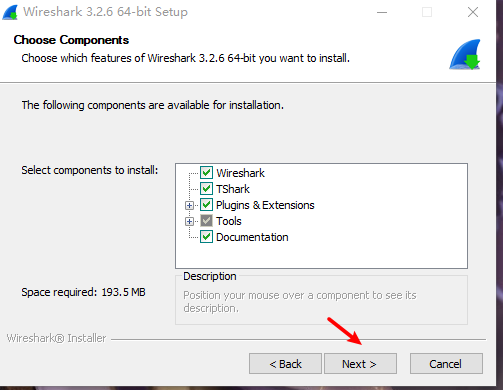 Wireshark 3.2.6 64-bit Setup
Choose Components
Choose which features of Wireshark 3.2.6 64-bit you want to install.
The following components are available for installation.
Select components to install:
Wireshark
TShark
Plugins & Extensions
Tools
Documentation
Space required: 193.5 MB
Description
Position your mouse over a component to see its
description.
Wireshark® Installer
< Back
Next >
Cancel